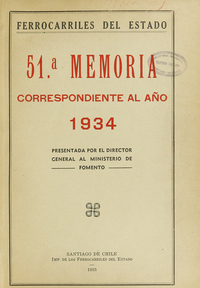 FERROCARRILES DEL ESTADO
51.ª MEMORIA
CORRESPONDIENTE AL AÑO
1934
PRESENTADA POR EL DIRECTOR
GENERAL AL MINISTERIO DE
FOMENTO
SANTIAGO DE CHILE
IMP. DE LOS FERROCARRILES DEL ESTADO